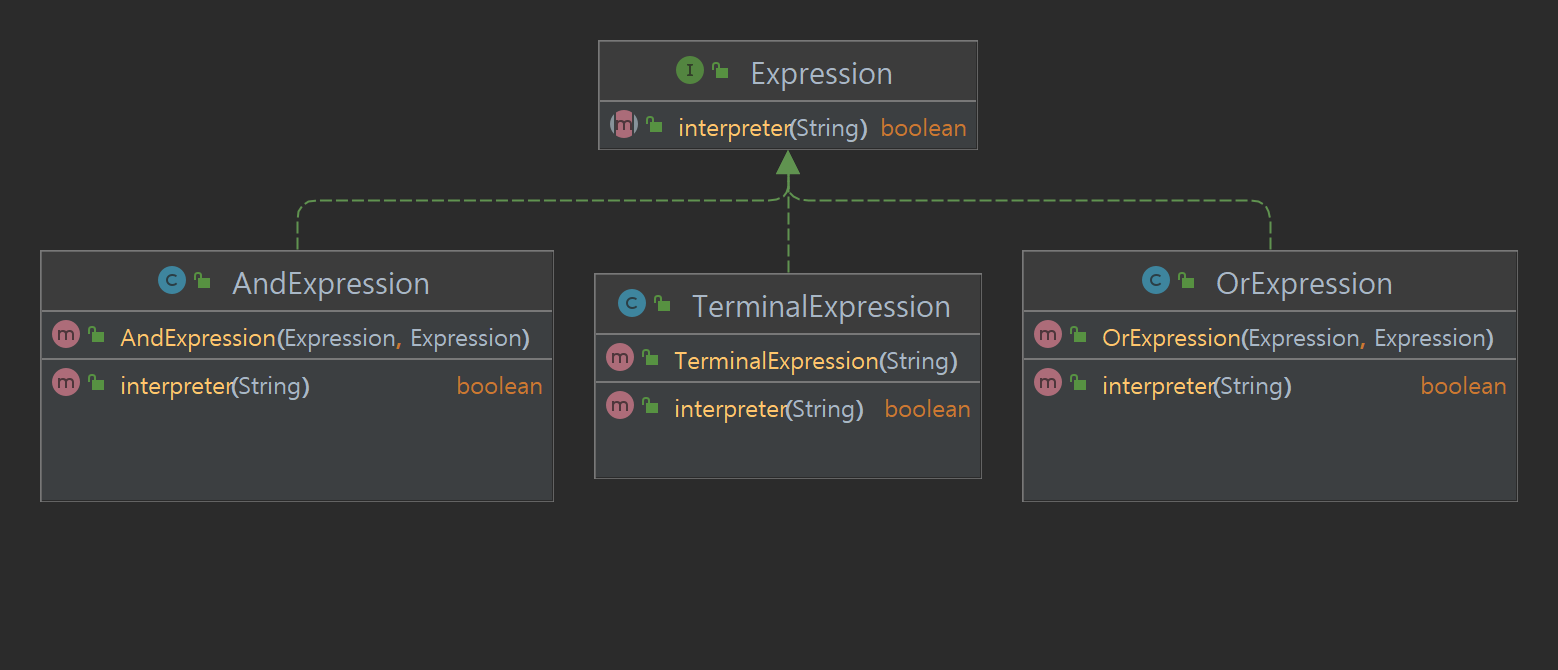 I Expression
m interpreter(String) boolean
C AndExpression
m AndExpression(Expression, Expression)
m interpreter(String) boolean
C TerminalExpression
m TerminalExpression(String)
m interpreter(String) boolean
C OrExpression
m OrExpression(Expression, Expression)
m interpreter(String) boolean